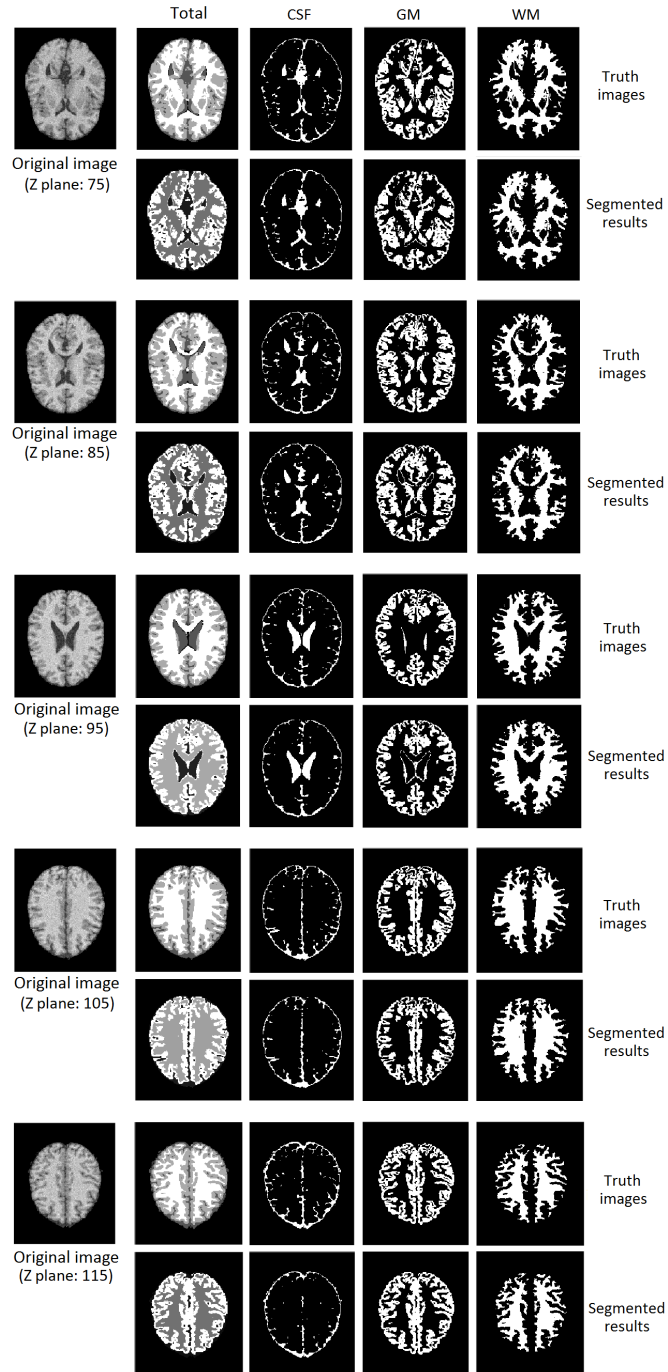 Total CSF GM WM
Truth
images
Original image
(Z plane: 75)
Segmented
results
Truth
images
Original image
(Z plane: 85)
Segmented
results
Truth
images
Original image
(Z plane: 95)
Segmented
results
Truth
images
Original image
(Z plane: 105)
Segmented
results
Truth
images
Original image
(Z plane: 115)
Segmented
results